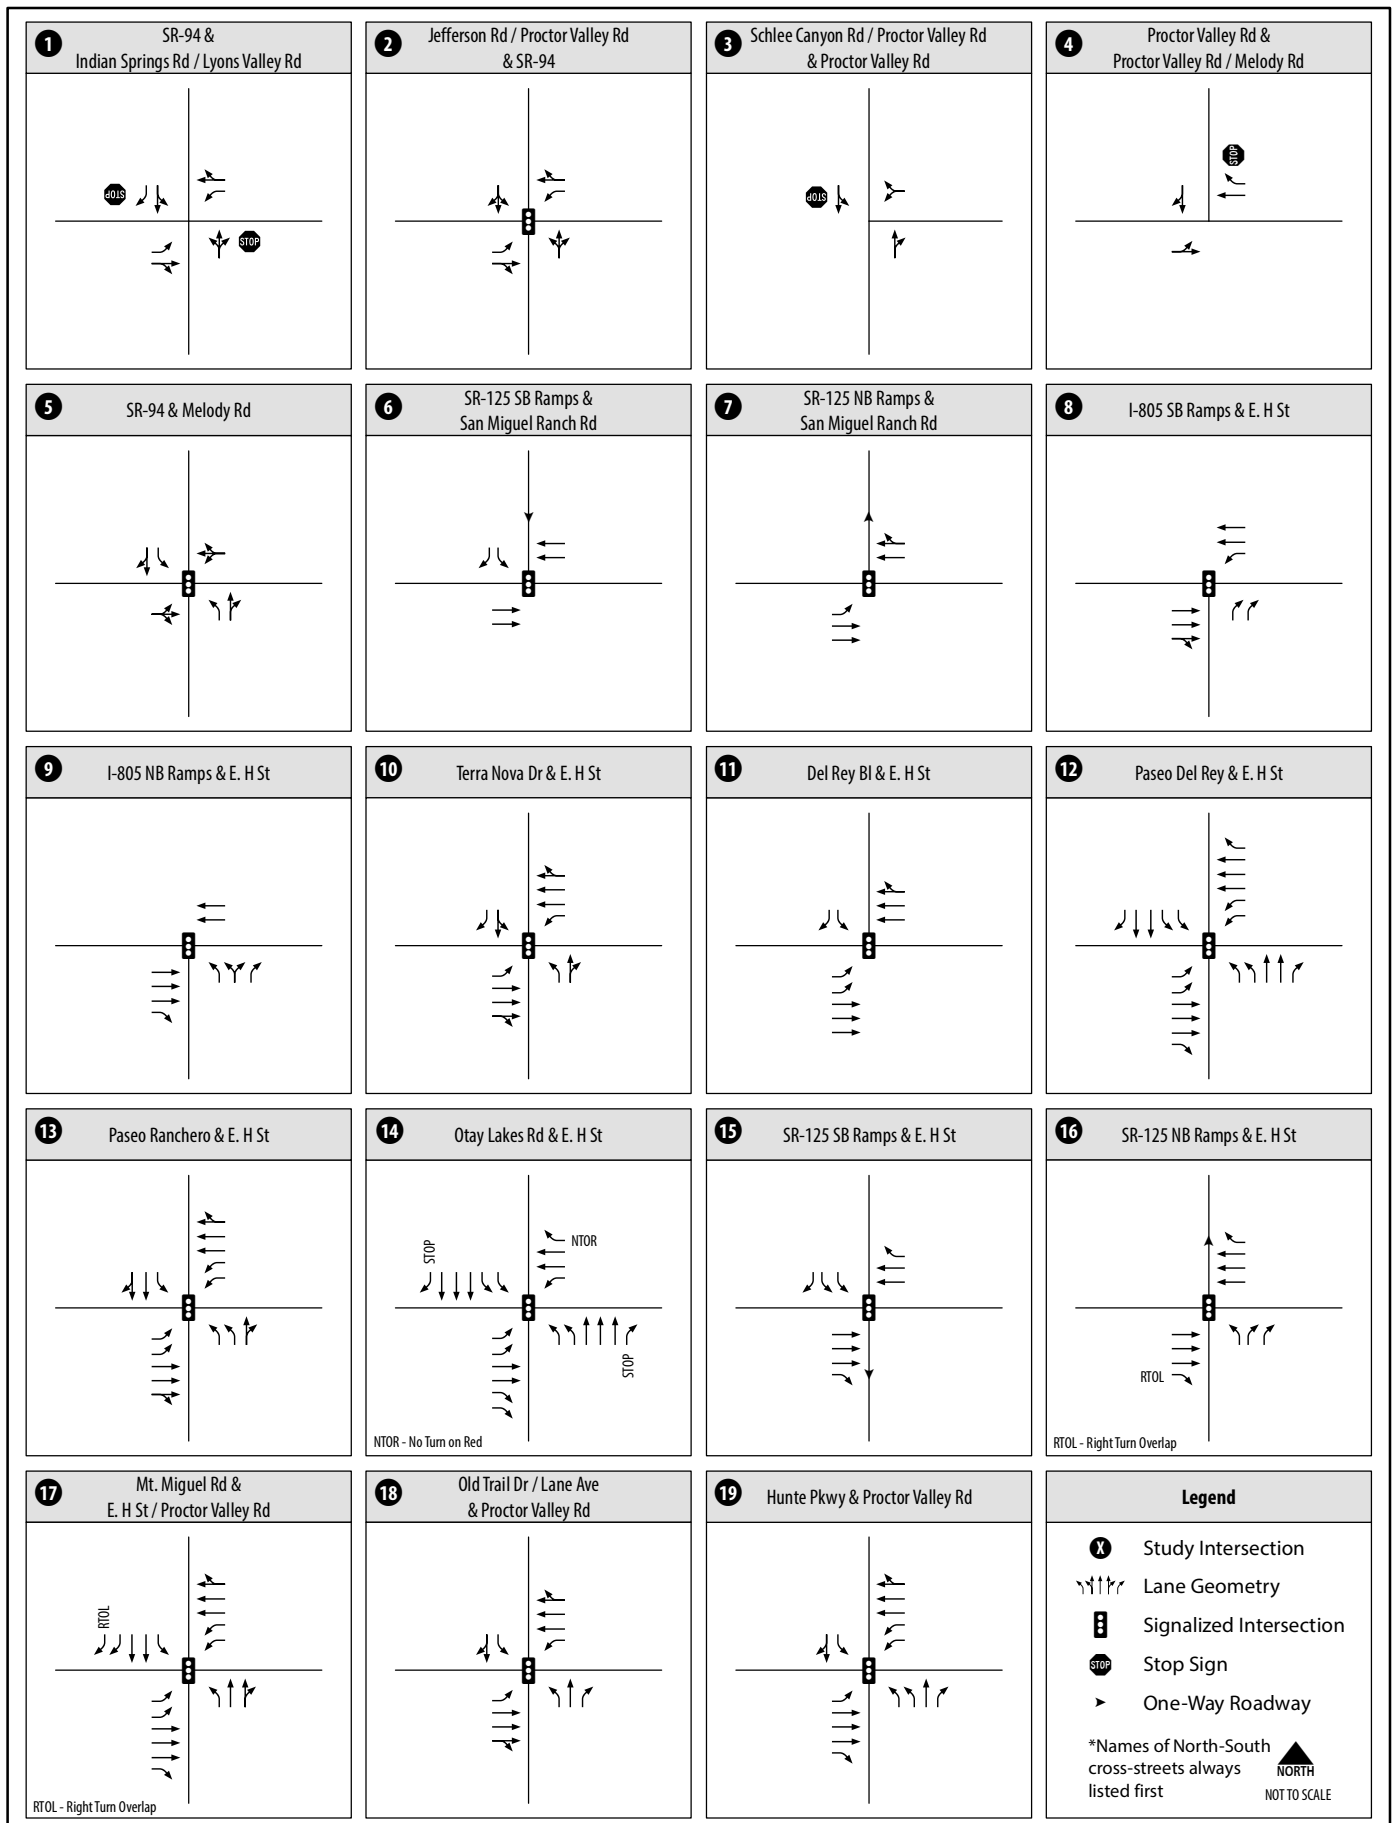 1
SR-94 &
Indian Springs Rd / Lyons Valley Rd
STOP
STOP
2
Jefferson Rd / Proctor Valley Rd
& SR-94
3
Schlee Canyon Rd / Proctor Valley Rd
& Proctor Valley Rd
STOP
4
Proctor Valley Rd &
Proctor Valley Rd / Melody Rd
STOP
5
SR-94 & Melody Rd
6
SR-125 SB Ramps &
San Miguel Ranch Rd
7
SR-125 NB Ramps &
San Miguel Ranch Rd
8
I-805 SB Ramps & E. H St
9
I-805 NB Ramps & E. H St
10
Terra Nova Dr & E. H St
11
Del Rey Bl & E. H St
12
Paseo Del Rey & E. H St
13
Paseo Ranchero & E. H St
14
Otay Lakes Rd & E. H St
STOP
NTOR
STOP
NTOR - No Turn on Red
15
SR-125 SB Ramps & E. H St
16
SR-125 NB Ramps & E. H St
RTOL
RTOL - Right Turn Overlap
17
Mt. Miguel Rd &
E. H St / Proctor Valley Rd
RTOL
RTOL - Right Turn Overlap
18
Old Trail Dr / Lane Ave
& Proctor Valley Rd
19
Hunte Pkwy & Proctor Valley Rd
Legend
X Study Intersection
Lane Geometry
Signalized Intersection
STOP Stop Sign
One-Way Roadway
*Names of North-South
cross-streets always
listed first
NORTH
NOT TO SCALE